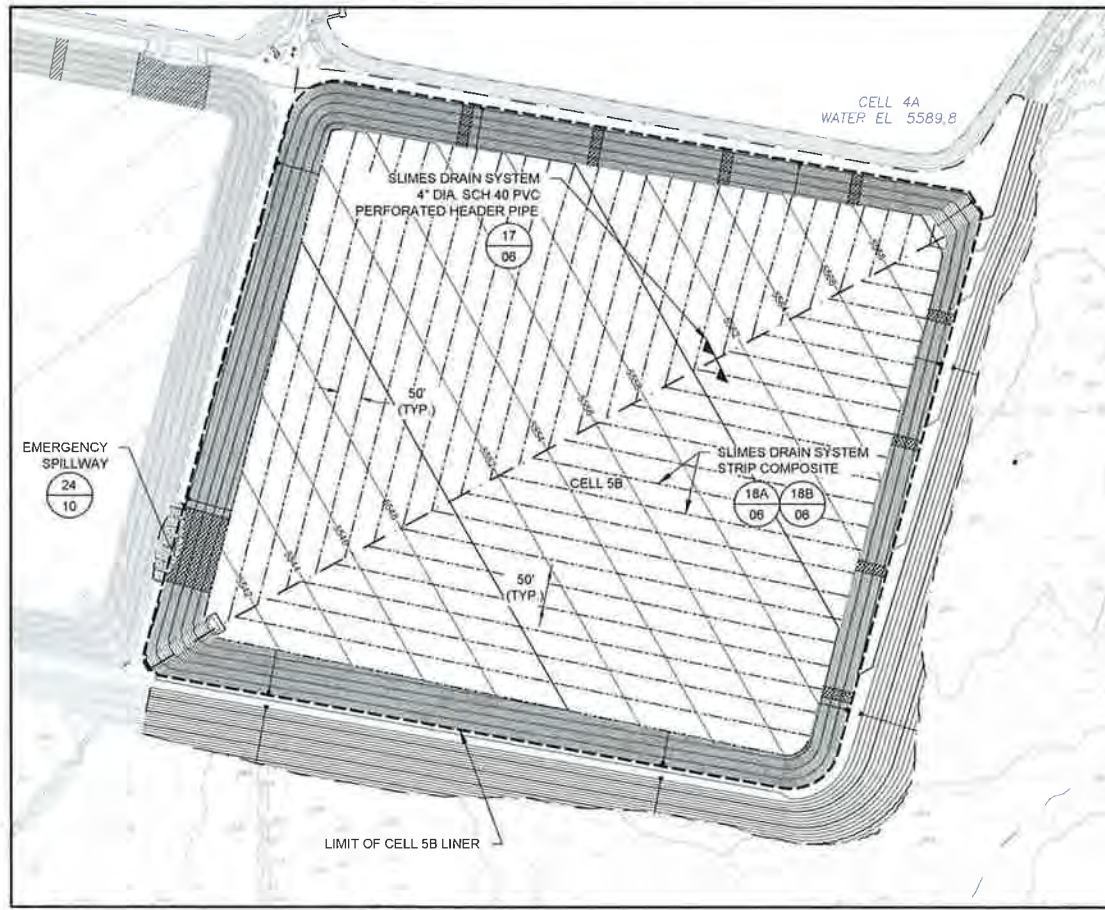 CELL 4A
WATER EL 5589.8
SLIMES DRAIN SYSTEM
4" DIA. SCH 40 PVC
PERFORATED HEADER PIPE
17
06
50'
(TYP.)
EMERGENCY
SPILLWAY
24
10
SLIMES DRAIN SYSTEM
STRIP COMPOSITE
18A
06
18B
06
CELL 5B
50'
(TYP.)
LIMIT OF CELL 5B LINER